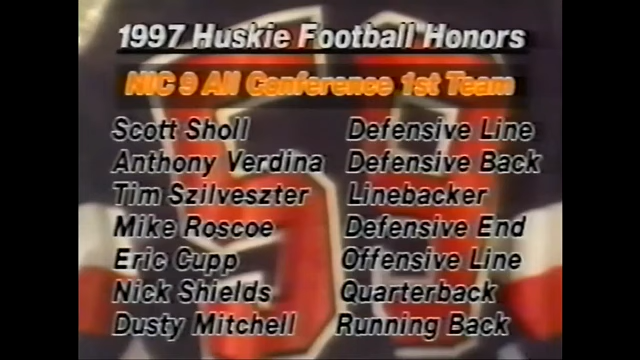 1997 Huskie Football Honors
NIC 9 All Conference 1st Team
Scott Sholl Defensive Line
Anthony Verdina Defensive Back
Tim Szilveszter Linebacker
Mike Roscoe Defensive End
Eric Cupp Offensive Line
Nick Shields Quarterback
Dusty Mitchell Running Back